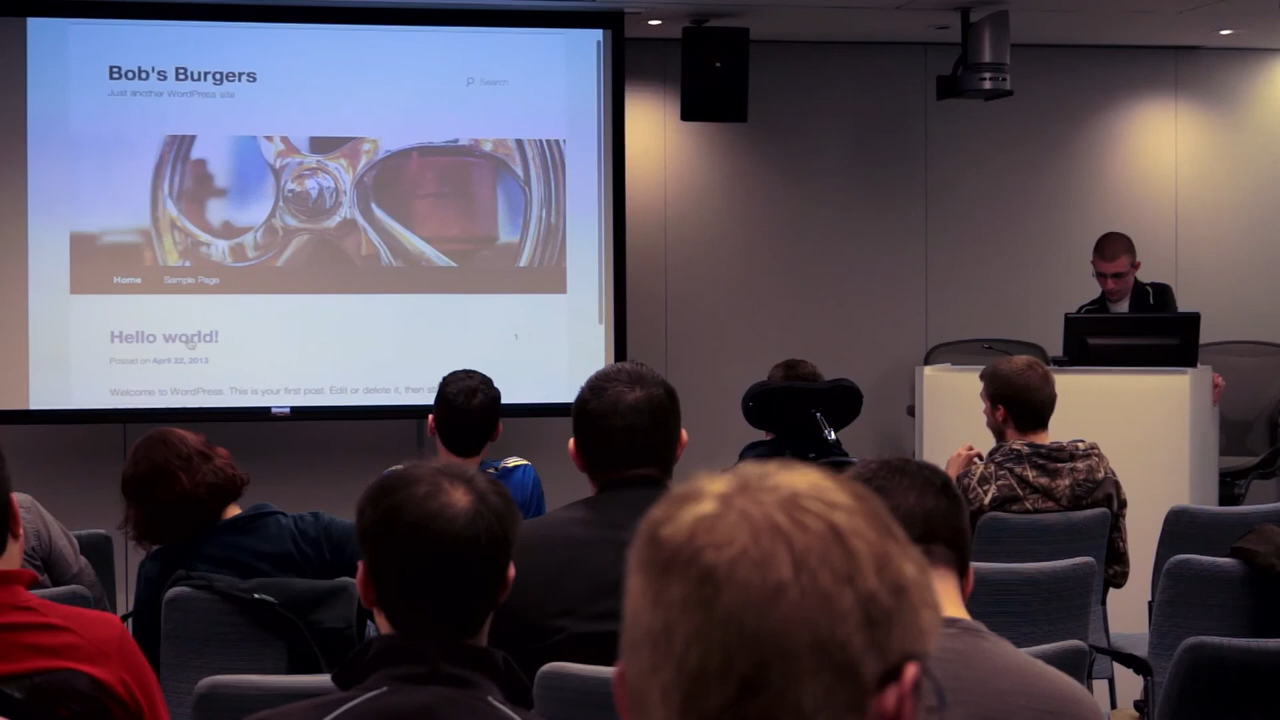 Bob's Burgers
Just another WordPress site
Search
Home Sample Page
Hello world!
1
Posted on April 22, 2013
Welcome to WordPress. This is your first post. Edit or delete it, then